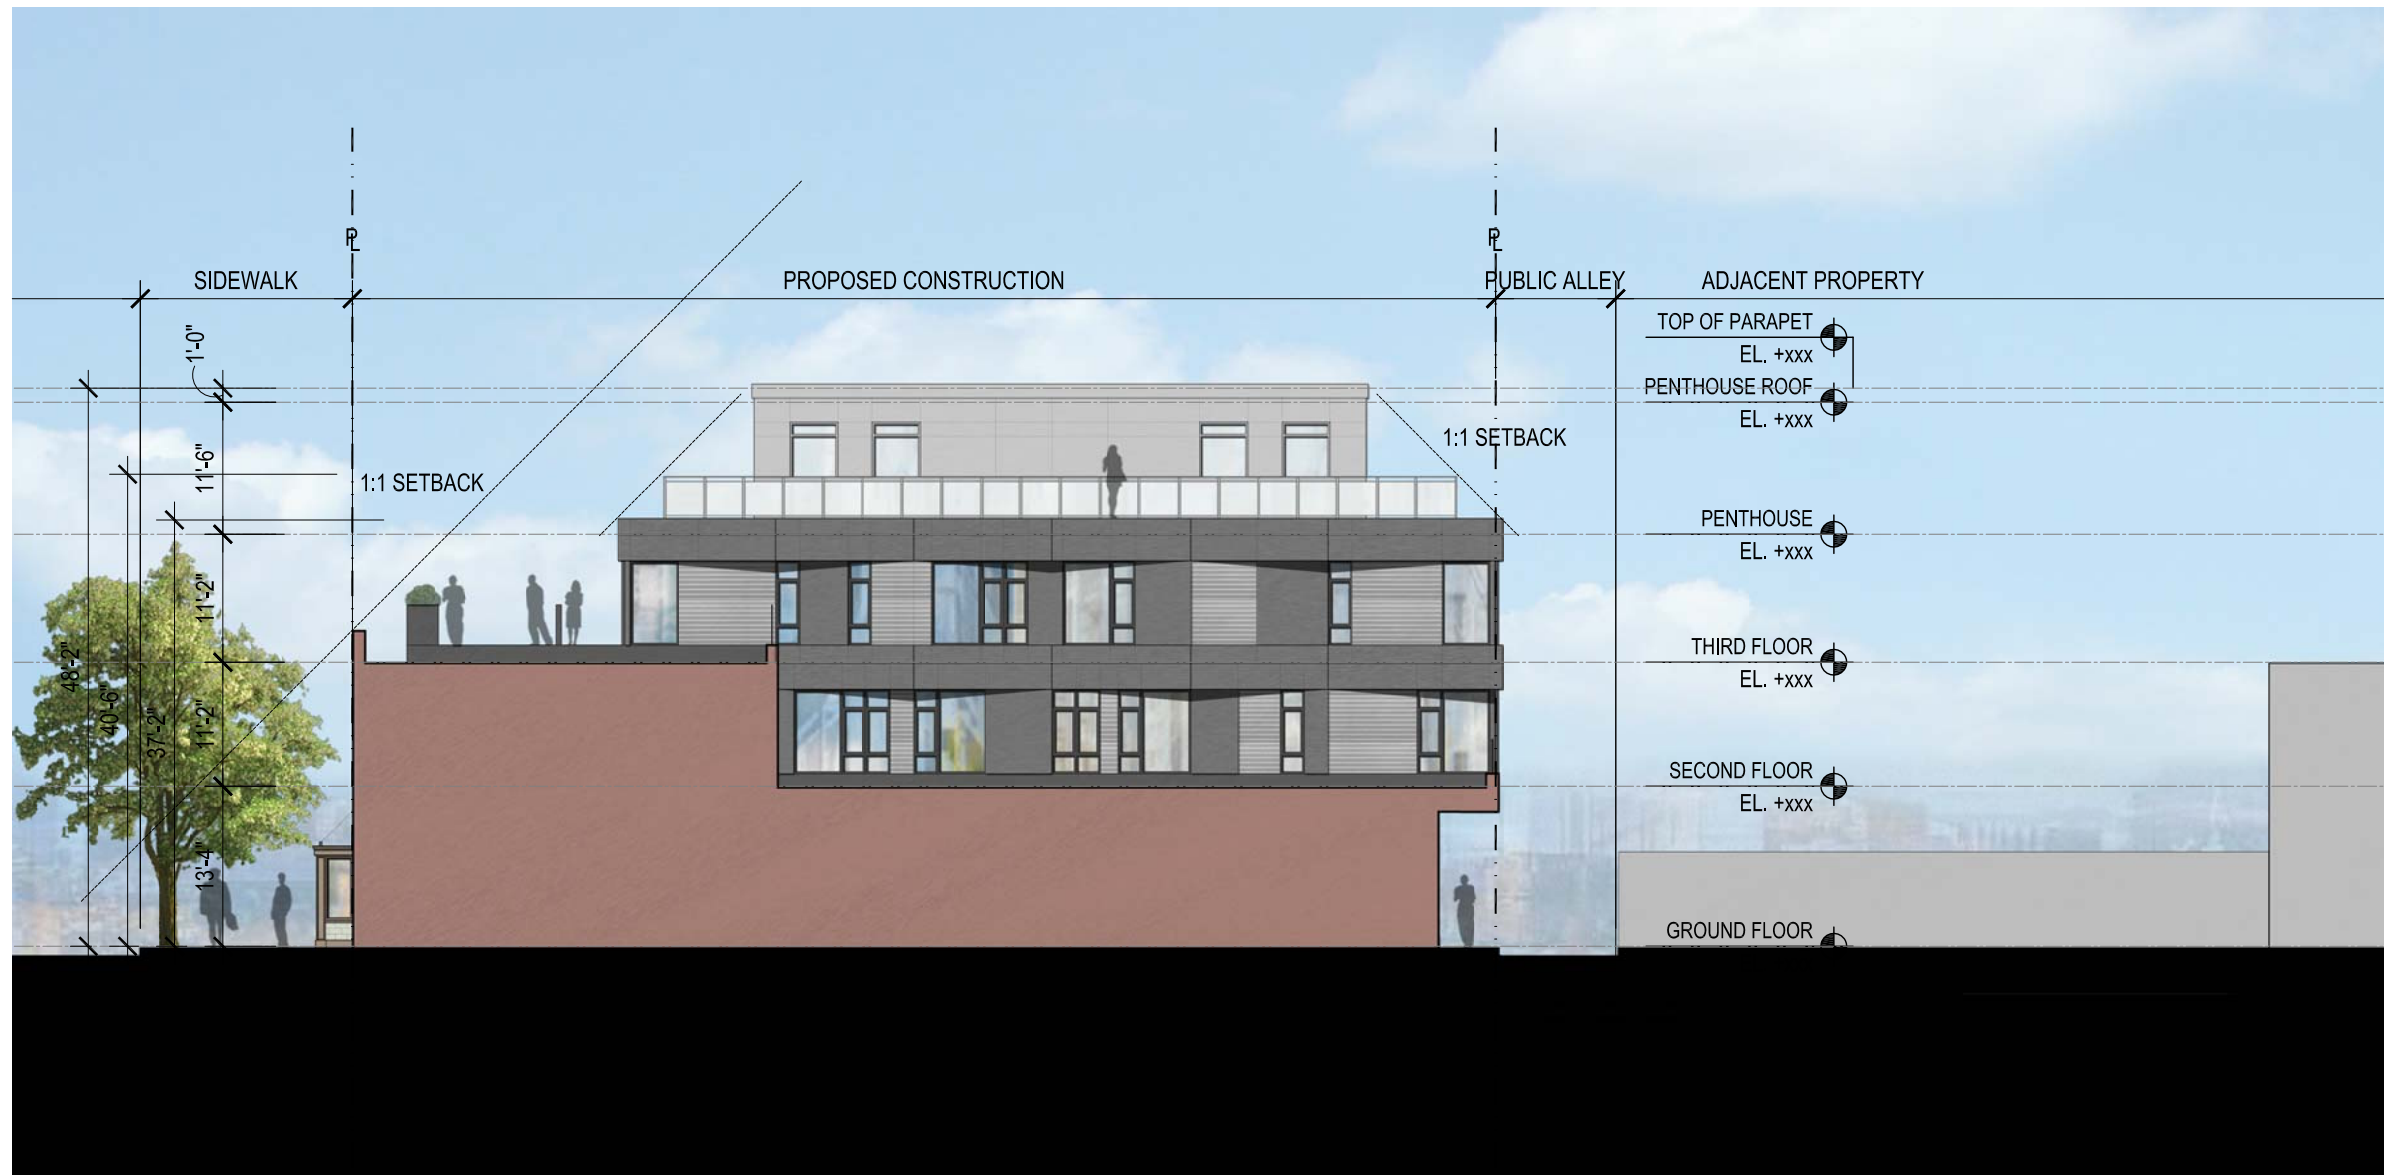 PL
PL
SIDEWALK
PROPOSED CONSTRUCTION
PUBLIC ALLEY
ADJACENT PROPERTY
TOP OF PARAPET
EL. +xxx
1'-0"
PENTHOUSE ROOF
EL. +xxx
11'-6"
1:1 SETBACK
1:1 SETBACK
PENTHOUSE
EL. +xxx
11'-2"
THIRD FLOOR
EL. +xxx
48'-2"
40'-6"
37'-2"
11'-2"
SECOND FLOOR
EL. +xxx
13'-4"
GROUND FLOOR